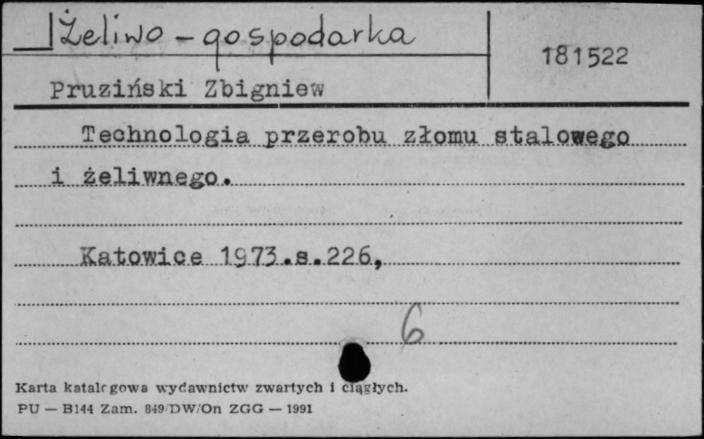 Żeliwo - gospodarka
181522
Pruziński Zbigniew
Technologia przerobu złomu stalowego
i żeliwnego.
Katowice 1973.s.226,
6
Karta katalogowa wydawnictw zwartych i ciągłych.
PU — B144 Zam. 849/DW/On ZGG — 1991